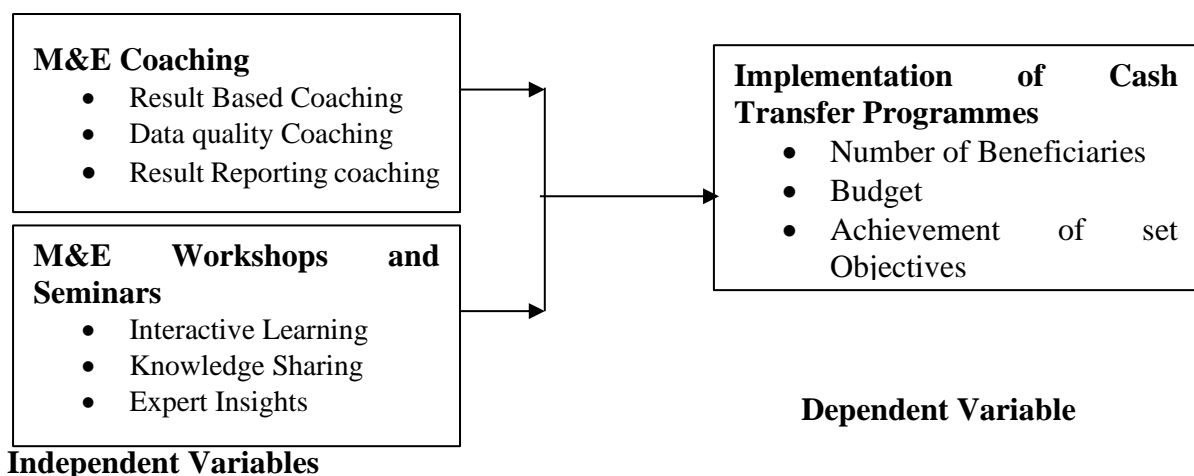 M&E Coaching
• Result Based Coaching
• Data quality Coaching
• Result Reporting coaching
M&E Workshops and
Seminars
• Interactive Learning
• Knowledge Sharing
• Expert Insights
Independent Variables
Implementation of Cash
Transfer Programmes
• Number of Beneficiaries
• Budget
• Achievement of set
Objectives
Dependent Variable